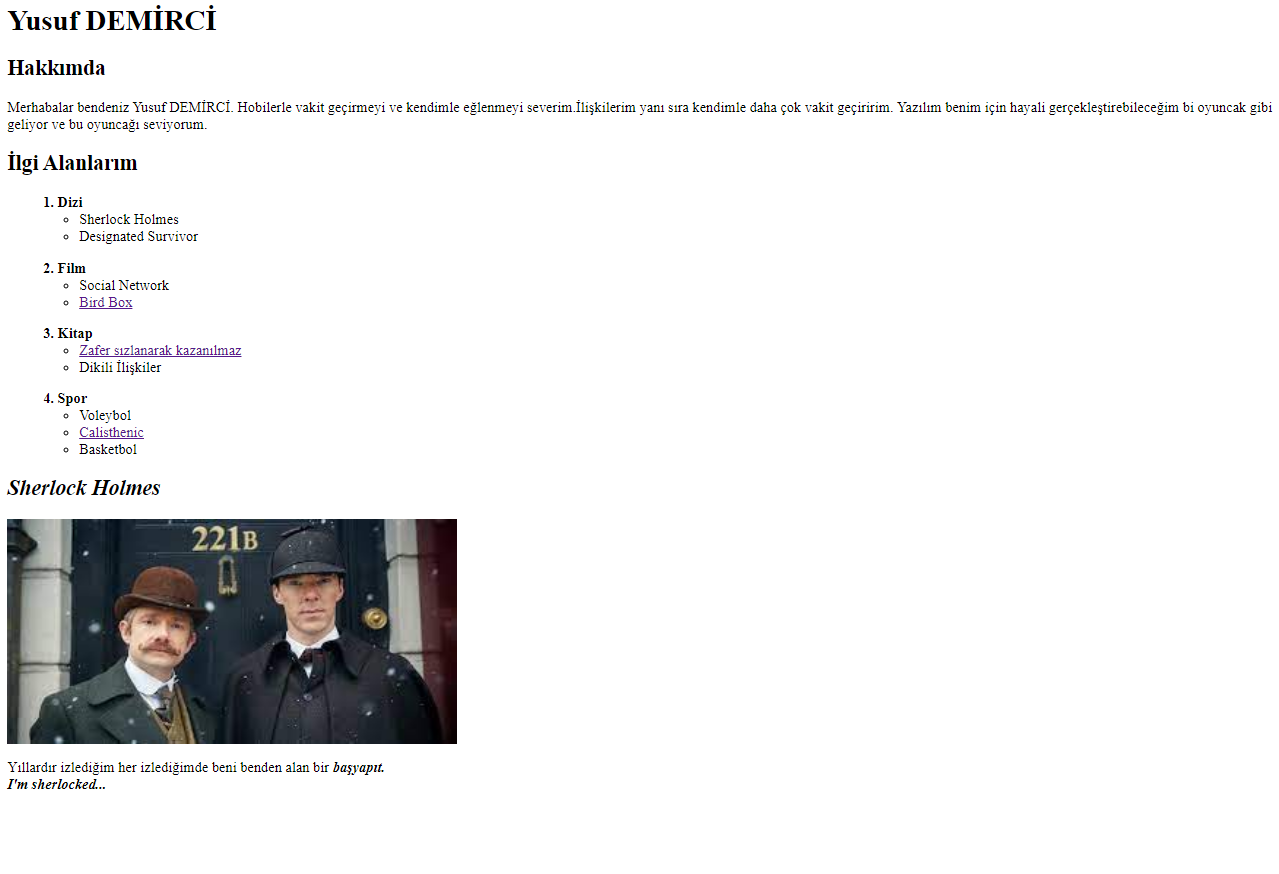 Yusuf DEMİRCİ
Hakkımda
Merhabalar bendeniz Yusuf DEMİRCİ. Hobilerle vakit geçirmeyi ve kendimle eğlenmeyi severim.İlişkilerim yanı sıra kendimle daha çok vakit geçiririm. Yazılım benim için hayali gerçekleştirebileceğim bi oyuncak gibi
geliyor ve bu oyuncağı seviyorum.
İlgi Alanlarım
1. Dizi
Sherlock Holmes
Designated Survivor
2. Film
Social Network
Bird Box
3. Kitap
Zafer sızlanarak kazanılmaz
Dikili İlişkiler
4. Spor
Voleybol
Calisthenic
Basketbol
Sherlock Holmes
221B
Yıllardır izlediğim her izlediğimde beni benden alan bir başyapıt.
I'm sherlocked...